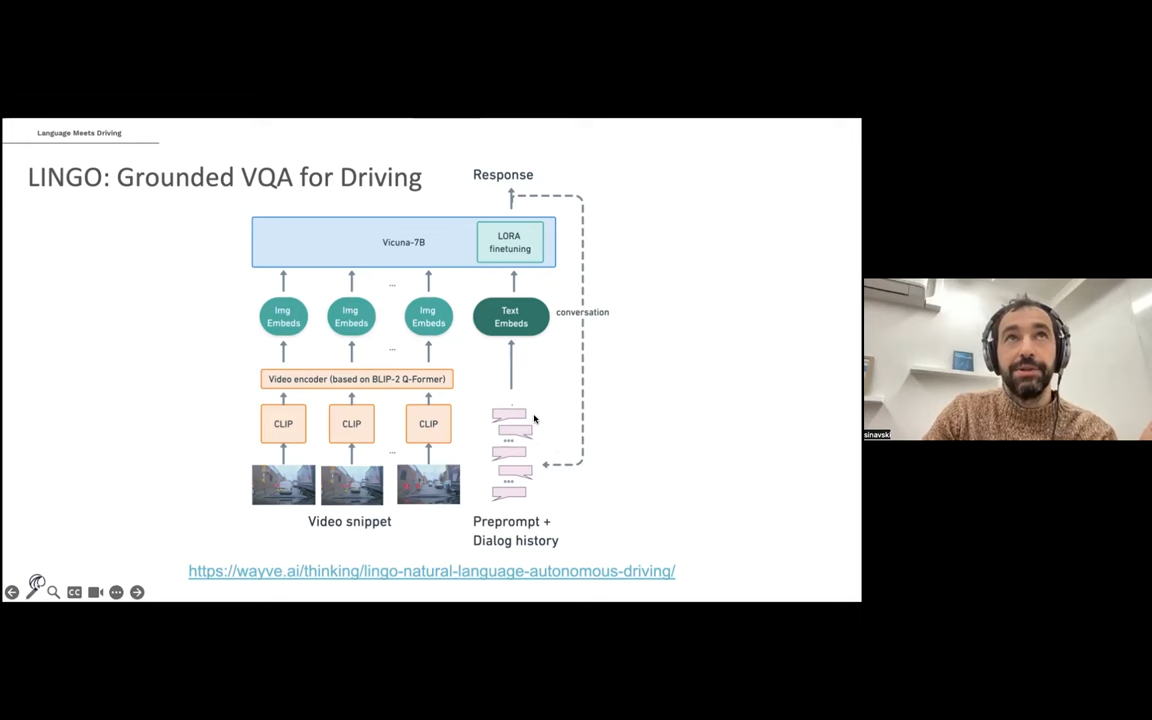 Language Meets Driving
LINGO: Grounded VQA for Driving
Response
Vicuna-7B
LORA
finetuning
...
Img
Embeds
Img
Embeds
Img
Embeds
Text
Embeds
conversation
...
Video encoder (based on BLIP-2 Q-Former)
CLIP
CLIP
CLIP
...
...
...
Video snippet
Preprompt +
Dialog history
https://wayve.ai/thinking/lingo-natural-language-autonomous-driving/
CC
sinavski